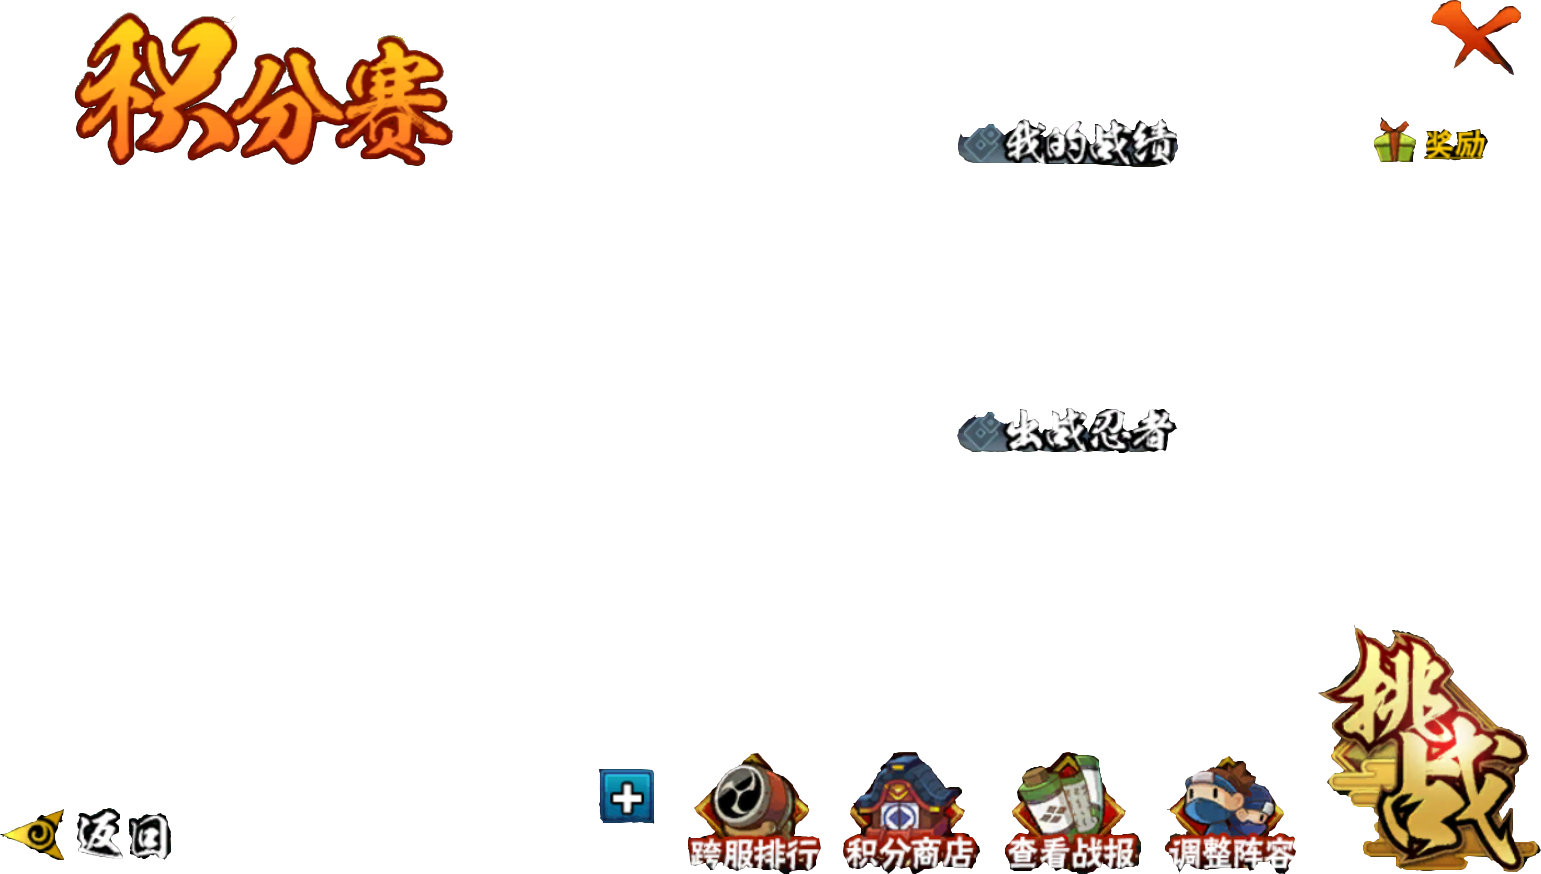 积分赛
我的战绩
奖励
出战忍者
挑战
返回
跨服排行
积分商店
查看战报
调整阵容